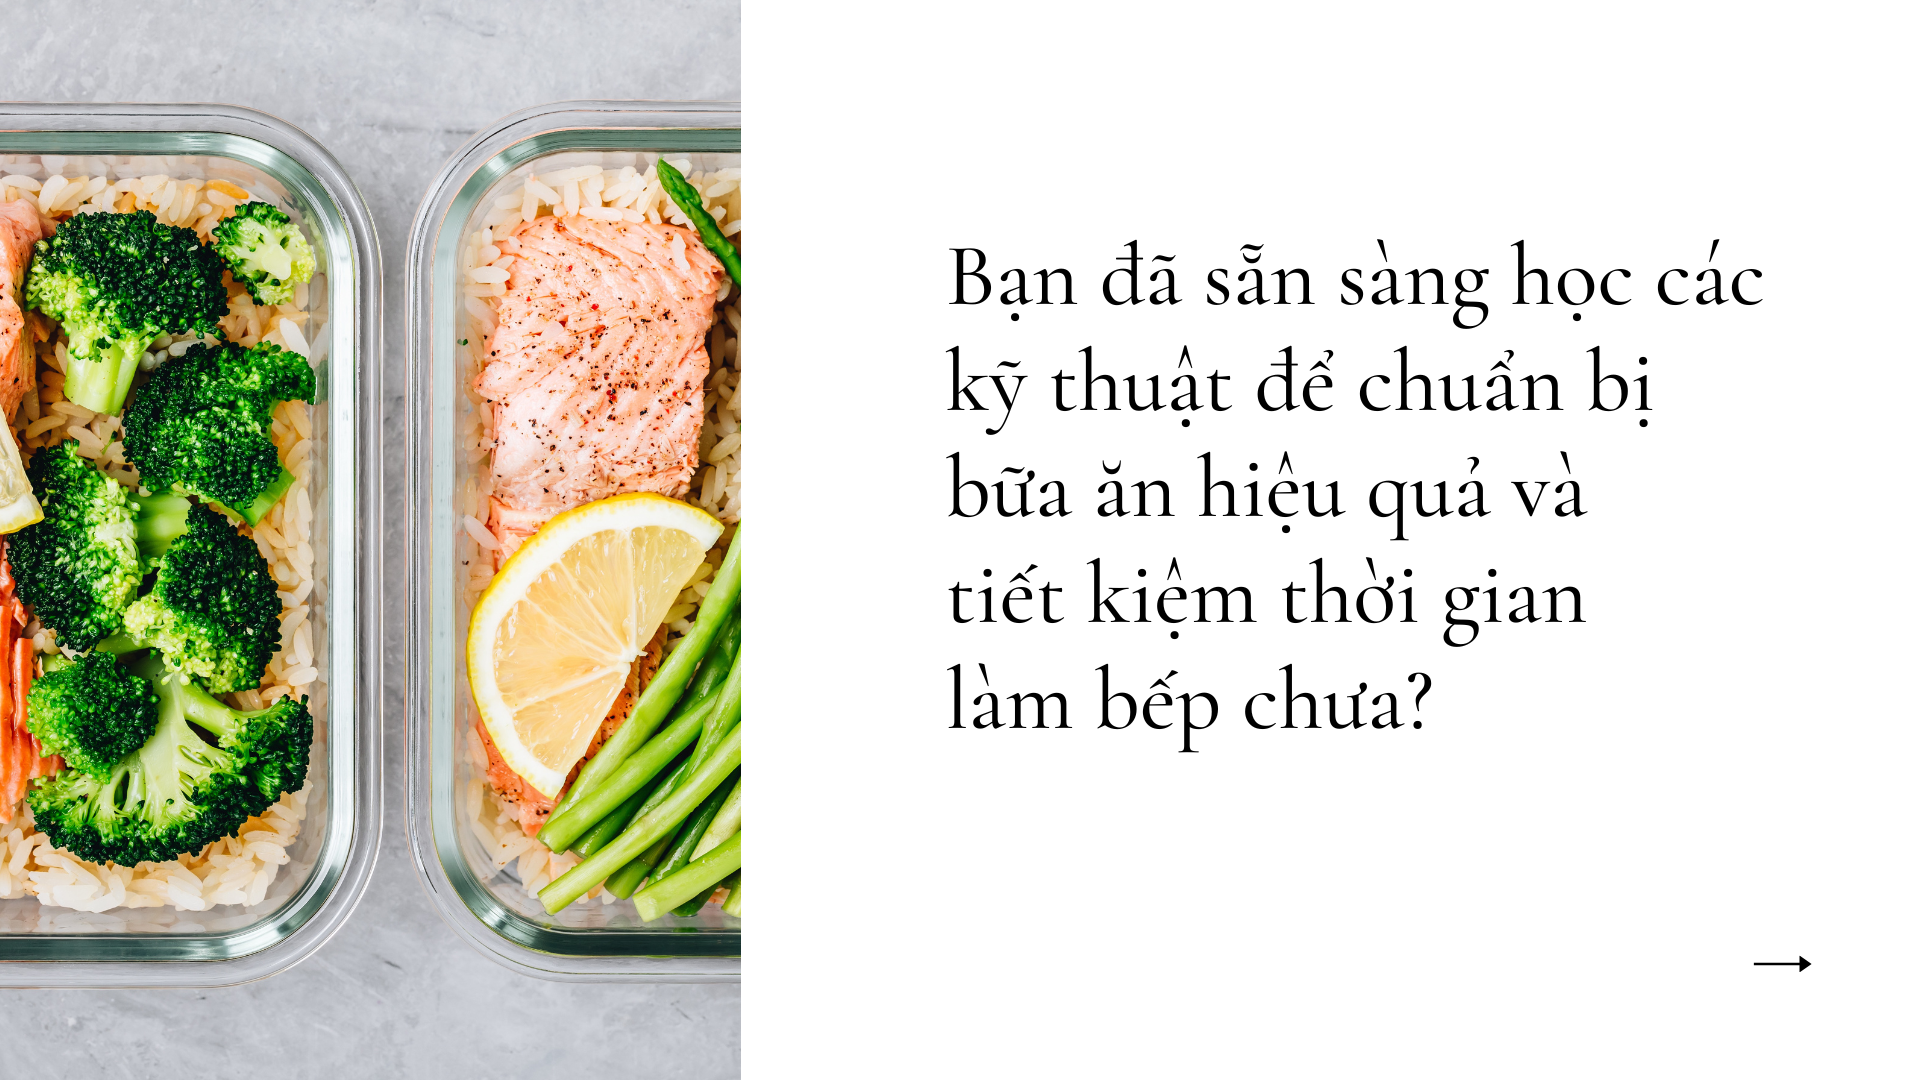 Bạn đã sẵn sàng học các
kỹ thuật để chuẩn bị
bữa ăn hiệu quả và
tiết kiệm thời gian
làm bếp chưa?